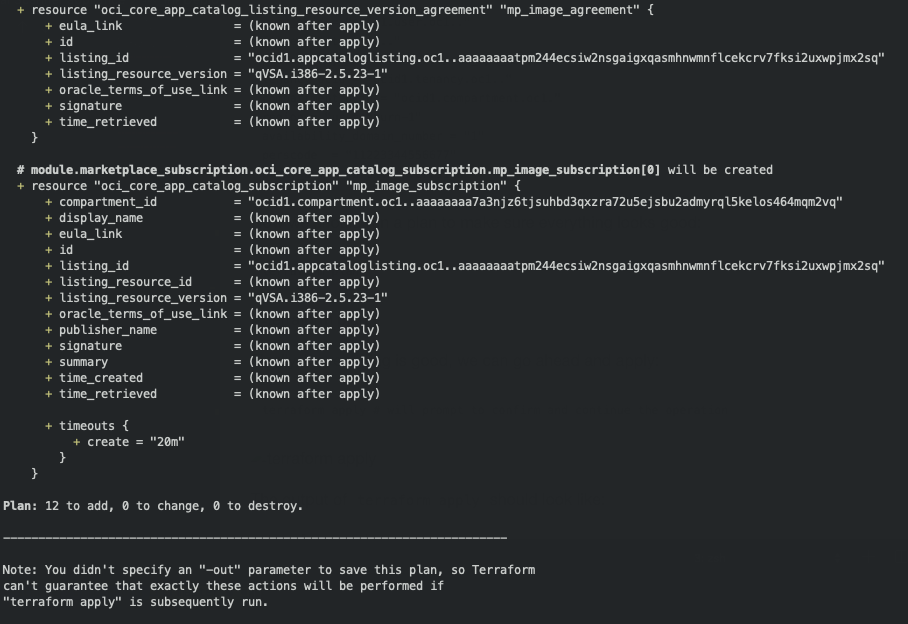 + resource "oci_core_app_catalog_listing_resource_version_agreement" "mp_image_agreement" {
+ eula_link = (known after apply)
+ id = (known after apply)
+ listing_id = "ocid1.appcataloglisting.oc1..aaaaaaaatpm244ecsiw2nsgaigxqasmhnwmnflcekcrv7fksi2uxwpjmx2sq"
+ listing_resource_version = "qVSA.i386-2.5.23-1"
+ oracle_terms_of_use_link = (known after apply)
+ signature = (known after apply)
+ time_retrieved = (known after apply)
}
# module.marketplace_subscription.oci_core_app_catalog_subscription.mp_image_subscription[0] will be created
+ resource "oci_core_app_catalog_subscription" "mp_image_subscription" {
+ compartment_id = "ocid1.compartment.oc1..aaaaaaaa7a3njz6tjsuhbd3qxzra72u5ejsbu2admyrql5kelos464mqm2vq"
+ display_name = (known after apply)
+ eula_link = (known after apply)
+ id = (known after apply)
+ listing_id = "ocid1.appcataloglisting.oc1..aaaaaaaatpm244ecsiw2nsgaigxqasmhnwmnflcekcrv7fksi2uxwpjmx2sq"
+ listing_resource_id = (known after apply)
+ listing_resource_version = "qVSA.i386-2.5.23-1"
+ oracle_terms_of_use_link = (known after apply)
+ publisher_name = (known after apply)
+ signature = (known after apply)
+ summary = (known after apply)
+ time_created = (known after apply)
+ time_retrieved = (known after apply)
+ timeouts {
+ create = "20m"
}
}
Plan: 12 to add, 0 to change, 0 to destroy.
------------------------------------------------------------------------
Note: You didn't specify an "-out" parameter to save this plan, so Terraform
can't guarantee that exactly these actions will be performed if
"terraform apply" is subsequently run.